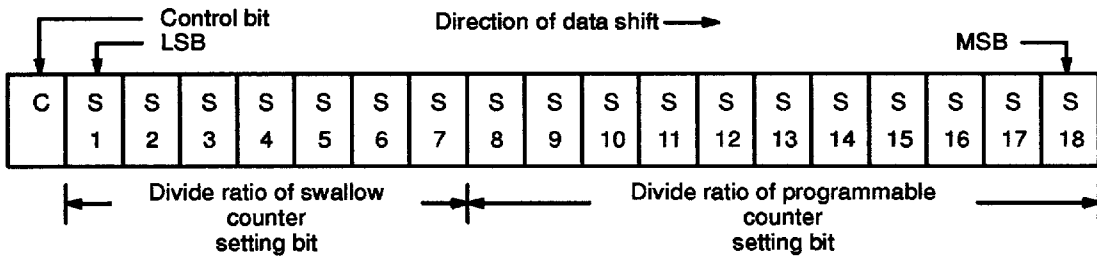 Control bit
Direction of data shift
LSB
MSB
C S S S S S S S S S S S S S S S S S S
1 2 3 4 5 6 7 8 9 10 11 12 13 14 15 16 17 18
Divide ratio of swallow
counter
setting bit
Divide ratio of programmable
counter
setting bit